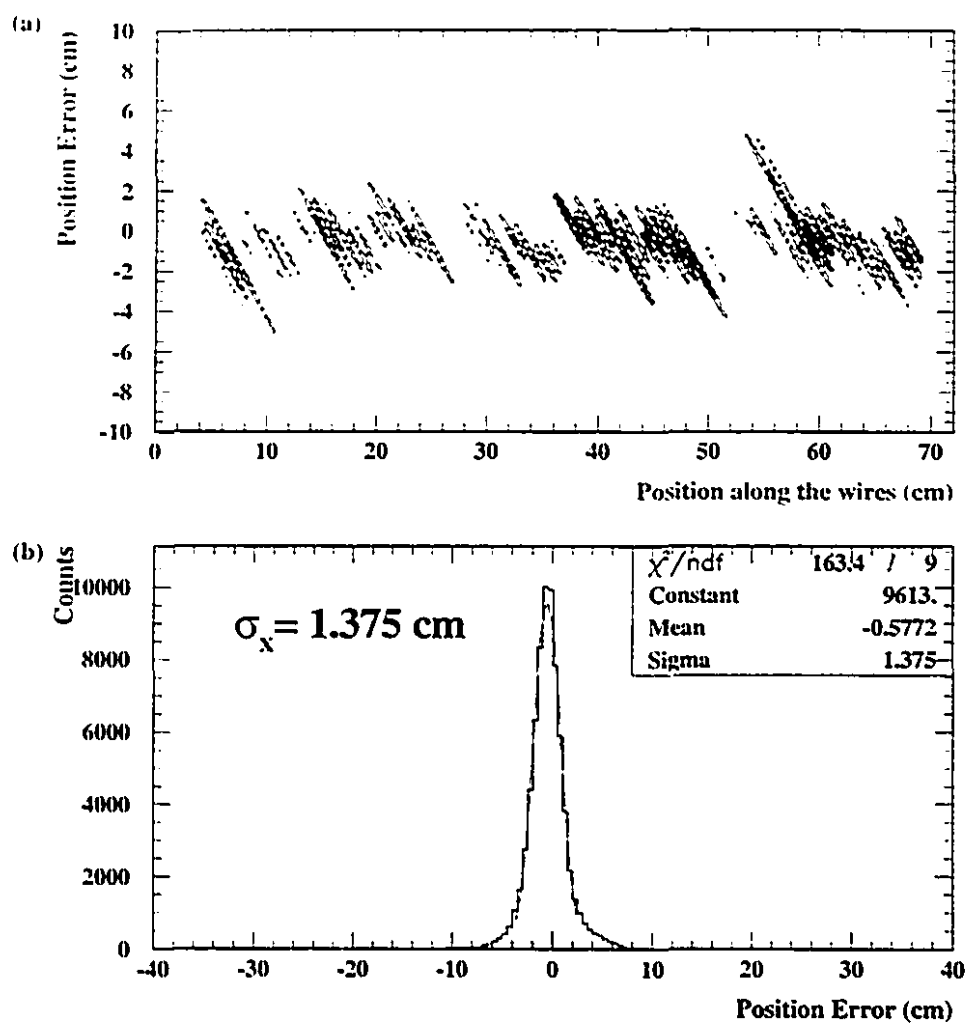 (a)
Position Error (cm)
10
8
6
4
2
0
-2
-4
-6
-8
-10
0 10 20 30 40 50 60 70
Position along the wires (cm)
(b)
Counts
10000
8000
6000
4000
2000
0
σx= 1.375 cm
χ²/ndf 163.4 / 9
Constant 9613.
Mean -0.5772
Sigma 1.375
-40 -30 -20 -10 0 10 20 30 40
Position Error (cm)